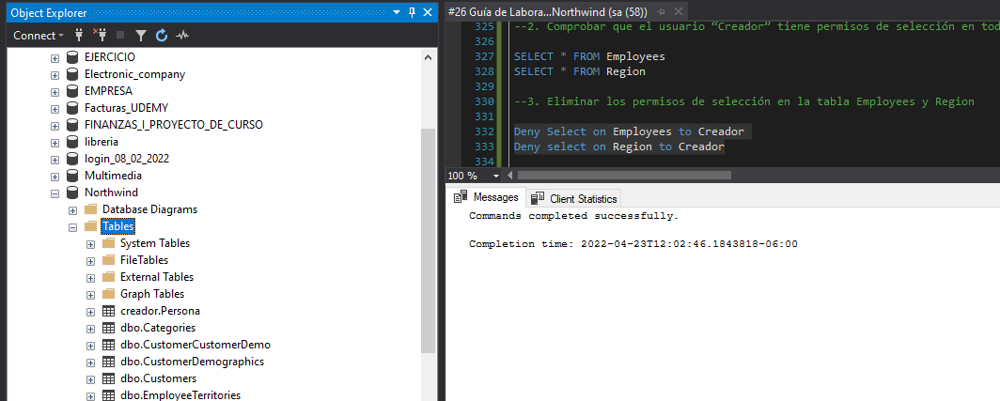 Object Explorer
Connect
EJERCICIO
Electronic_company
EMPRESA
Facturas_UDEMY
FINANZAS_I_PROYECTO_DE_CURSO
libreria
login_08_02_2022
Multimedia
Northwind
Database Diagrams
Tables
System Tables
FileTables
External Tables
Graph Tables
creador.Persona
dbo.Categories
dbo.CustomerCustomerDemo
dbo.CustomerDemographics
dbo.Customers
dbo.EmployeeTerritories
#26 Guía de Labora...Northwind (sa (58))
325 --2. Comprobar que el usuario “Creador” tiene permisos de selección en tod
326
327 SELECT * FROM Employees
328 SELECT * FROM Region
329
330 --3. Eliminar los permisos de selección en la tabla Employees y Region
331
332 Deny Select on Employees to Creador
333 Deny select on Region to Creador
334
100 %
Messages Client Statistics
Commands completed successfully.
Completion time: 2022-04-23T12:02:46.1843818-06:00